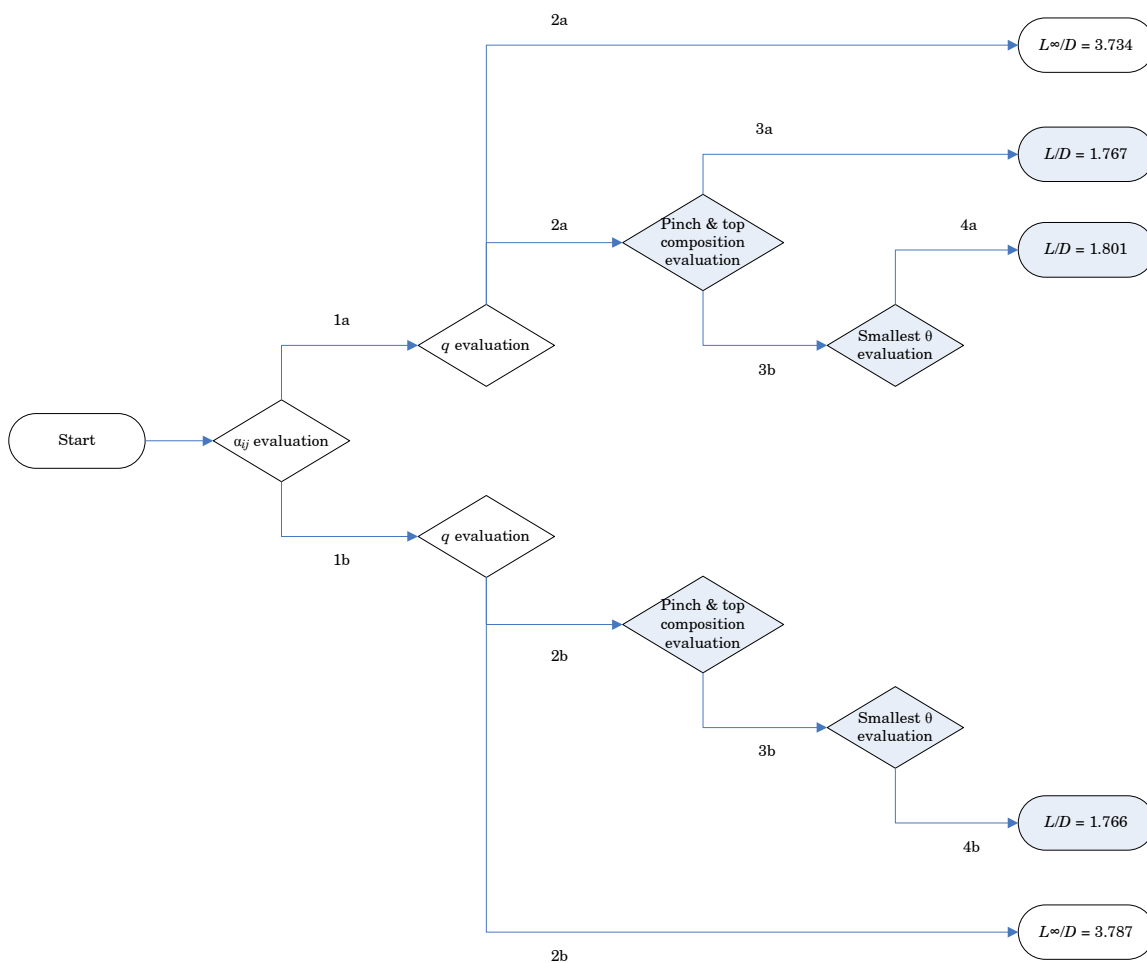 2a
L∞/D = 3.734
3a
L/D = 1.767
2a
Pinch & top
composition
evaluation
4a
L/D = 1.801
1a
q evaluation
3b
Smallest θ
evaluation
Start
αij evaluation
1b
q evaluation
2b
Pinch & top
composition
evaluation
3b
Smallest θ
evaluation
L/D = 1.766
4b
L∞/D = 3.787
2b